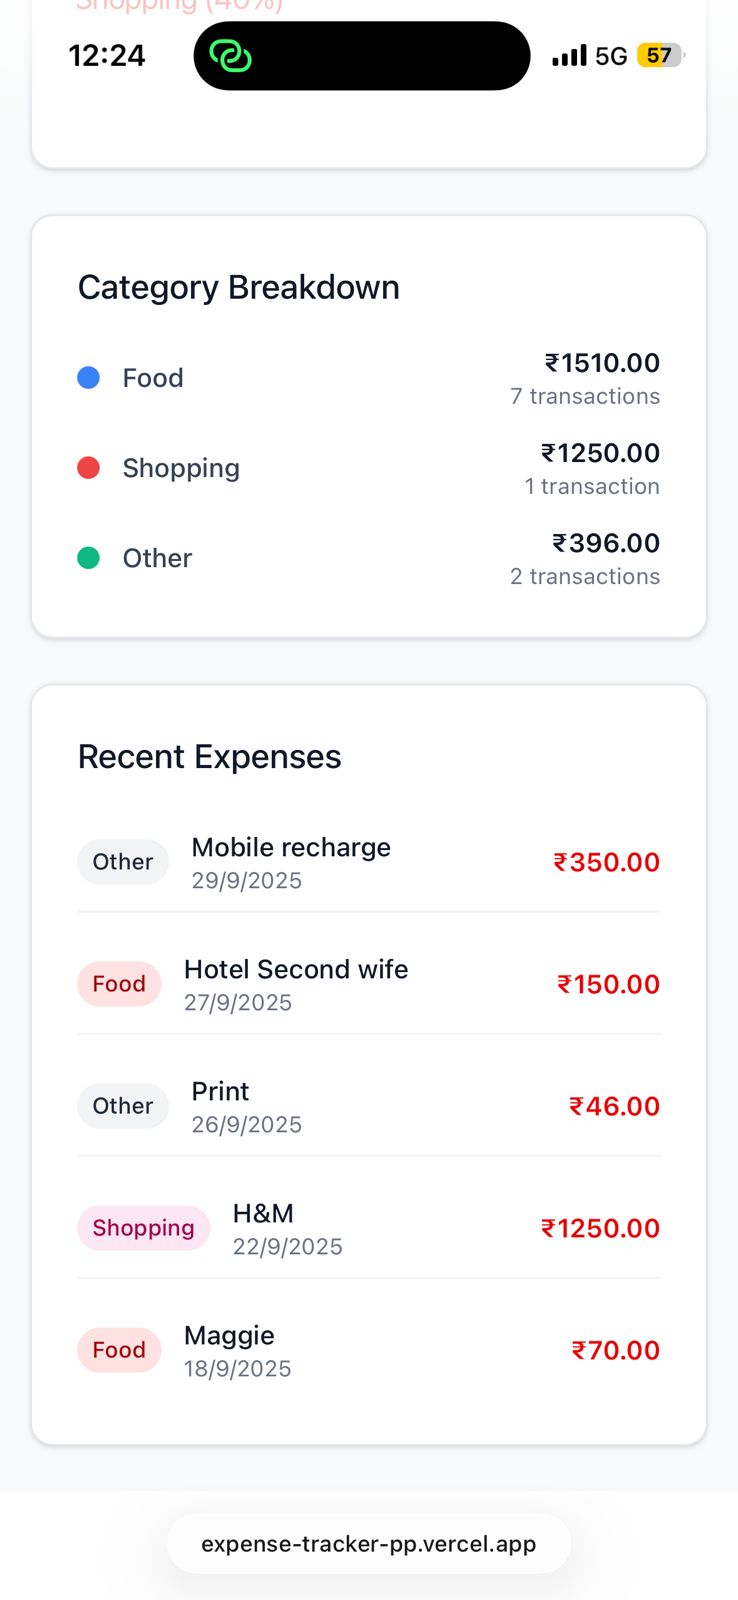 Shopping (40%)
12:24
5G
57
Category Breakdown
Food
₹1510.00
7 transactions
Shopping
₹1250.00
1 transaction
Other
₹396.00
2 transactions
Recent Expenses
Other
Mobile recharge
29/9/2025
₹350.00
Food
Hotel Second wife
27/9/2025
₹150.00
Other
Print
26/9/2025
₹46.00
Shopping
H&M
22/9/2025
₹1250.00
Food
Maggie
18/9/2025
₹70.00
expense-tracker-pp.vercel.app